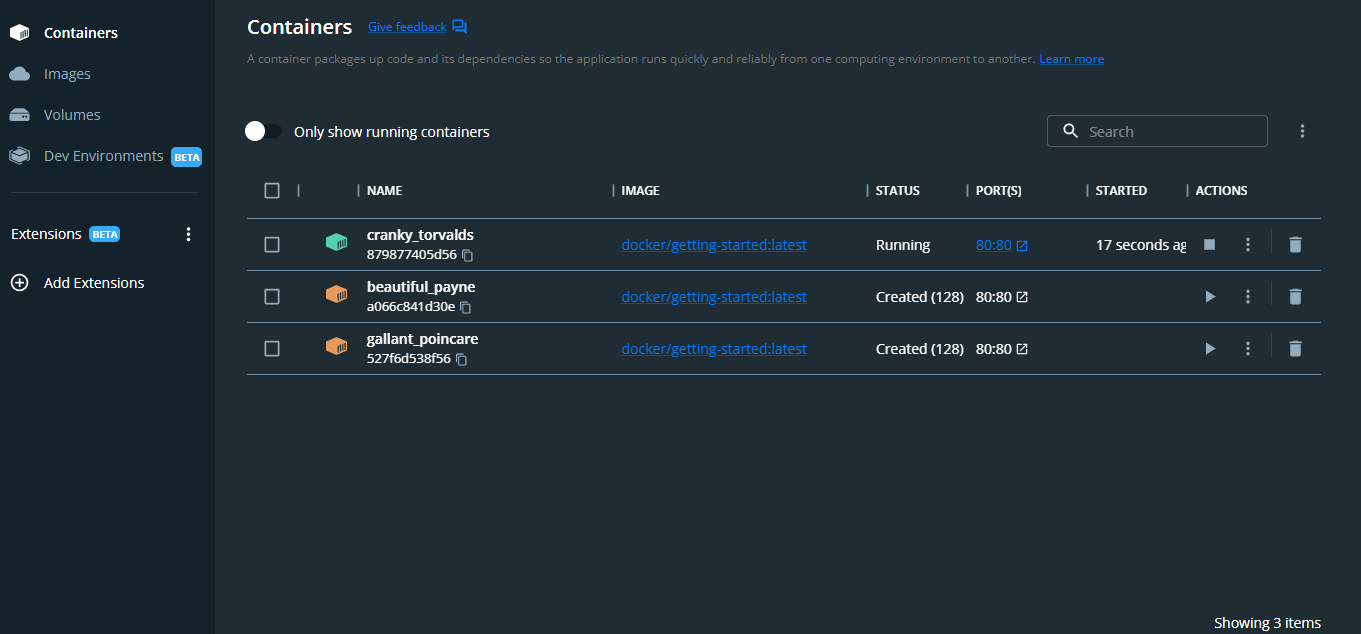 Containers
Images
Volumes
Dev Environments BETA
Extensions BETA
Add Extensions
Containers Give feedback
A container packages up code and its dependencies so the application runs quickly and reliably from one computing environment to another. Learn more
Only show running containers
Search
NAME IMAGE STATUS PORT(S) STARTED ACTIONS
cranky_torvalds
879877405d56 docker/getting-started:latest Running 80:80 17 seconds ag
beautiful_payne
a066c841d30e docker/getting-started:latest Created (128) 80:80
gallant_poincare
527f6d538f56 docker/getting-started:latest Created (128) 80:80
Showing 3 items